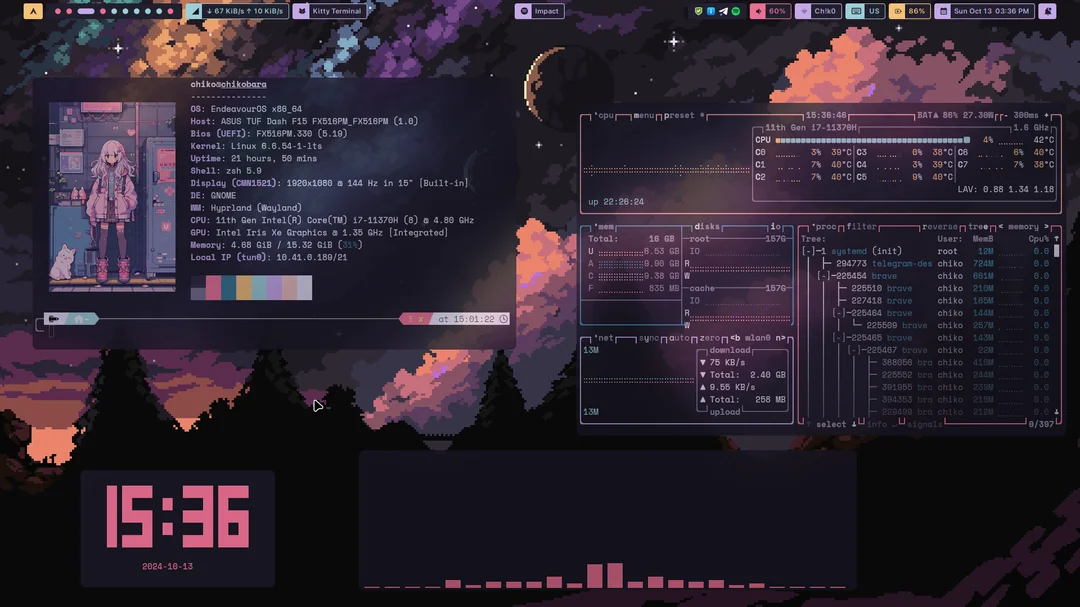 ↓ 67 KiB/s ↑ 10 KiB/s
Kitty Terminal
Impact
60%
Ch!k0
US
86%
Sun Oct 13 03:36 PM
chiko@chikobara
---------------
OS: EndeavourOS x86_64
Host: ASUS TUF Dash F15 FX516PM_FX516PM (1.0)
Bios (UEFI): FX516PM.330 (5.19)
Kernel: Linux 6.6.54-1-lts
Uptime: 21 hours, 50 mins
Shell: zsh 5.9
Display (CMN1521): 1920x1080 @ 144 Hz in 15" [Built-in]
DE: GNOME
WM: Hyprland (Wayland)
CPU: 11th Gen Intel(R) Core(TM) i7-11370H (8) @ 4.80 GHz
GPU: Intel Iris Xe Graphics @ 1.35 GHz [Integrated]
Memory: 4.68 GiB / 15.32 GiB (31%)
Local IP (tun0): 10.41.0.189/21
at 15:01:22
cpu menu preset * 15:36:46 BAT▲ 86% 27.30W - 300ms +
11th Gen i7-11370H 1.6 GHz
CPU 4% 42°C
C0 3% 39°C C3 0% 38°C C6 6% 40°C
C1 7% 40°C C4 3% 39°C C7 7% 38°C
C2 7% 40°C C5 9% 40°C
LAV: 0.88 1.34 1.18
up 22:26:24
mem disks io
Total: 16 GB
U 6.53 GB
A 9.90 GB
C 9.38 GB
F 835 MB
root 157G
IO
R
W
cache 157G
IO
R
W
net sync auto zero <b wlan0 n>
13M
download
▼ 75 KB/s
▼ Total: 2.40 GB
▲ 9.55 KB/s
▲ Total: 258 MB
upload
13M
proc filter reverse tree < memory >
Tree: User: MemB Cpu% ↑
[-]-1 systemd (init) root 12M 0.0
294773 telegram-des chiko 724M 0.0
[-]-225454 brave chiko 601M 0.0
225510 brave chiko 210M 0.0
227418 brave chiko 165M 0.0
[-]-225464 brave chiko 144M 0.0
225509 brave chiko 257M 0.0
[-]-225465 brave chiko 143M 0.0
[-]-225467 brave chiko 22M 0.0
chiko 0.0
225552 bra chiko 0.0
391955 bra chiko 0.0
394353 bra chiko 0.0
229499 bra chiko 212M 0.0
↑ select ↓ info ↵ signals 0/397
15:36
2024-10-13